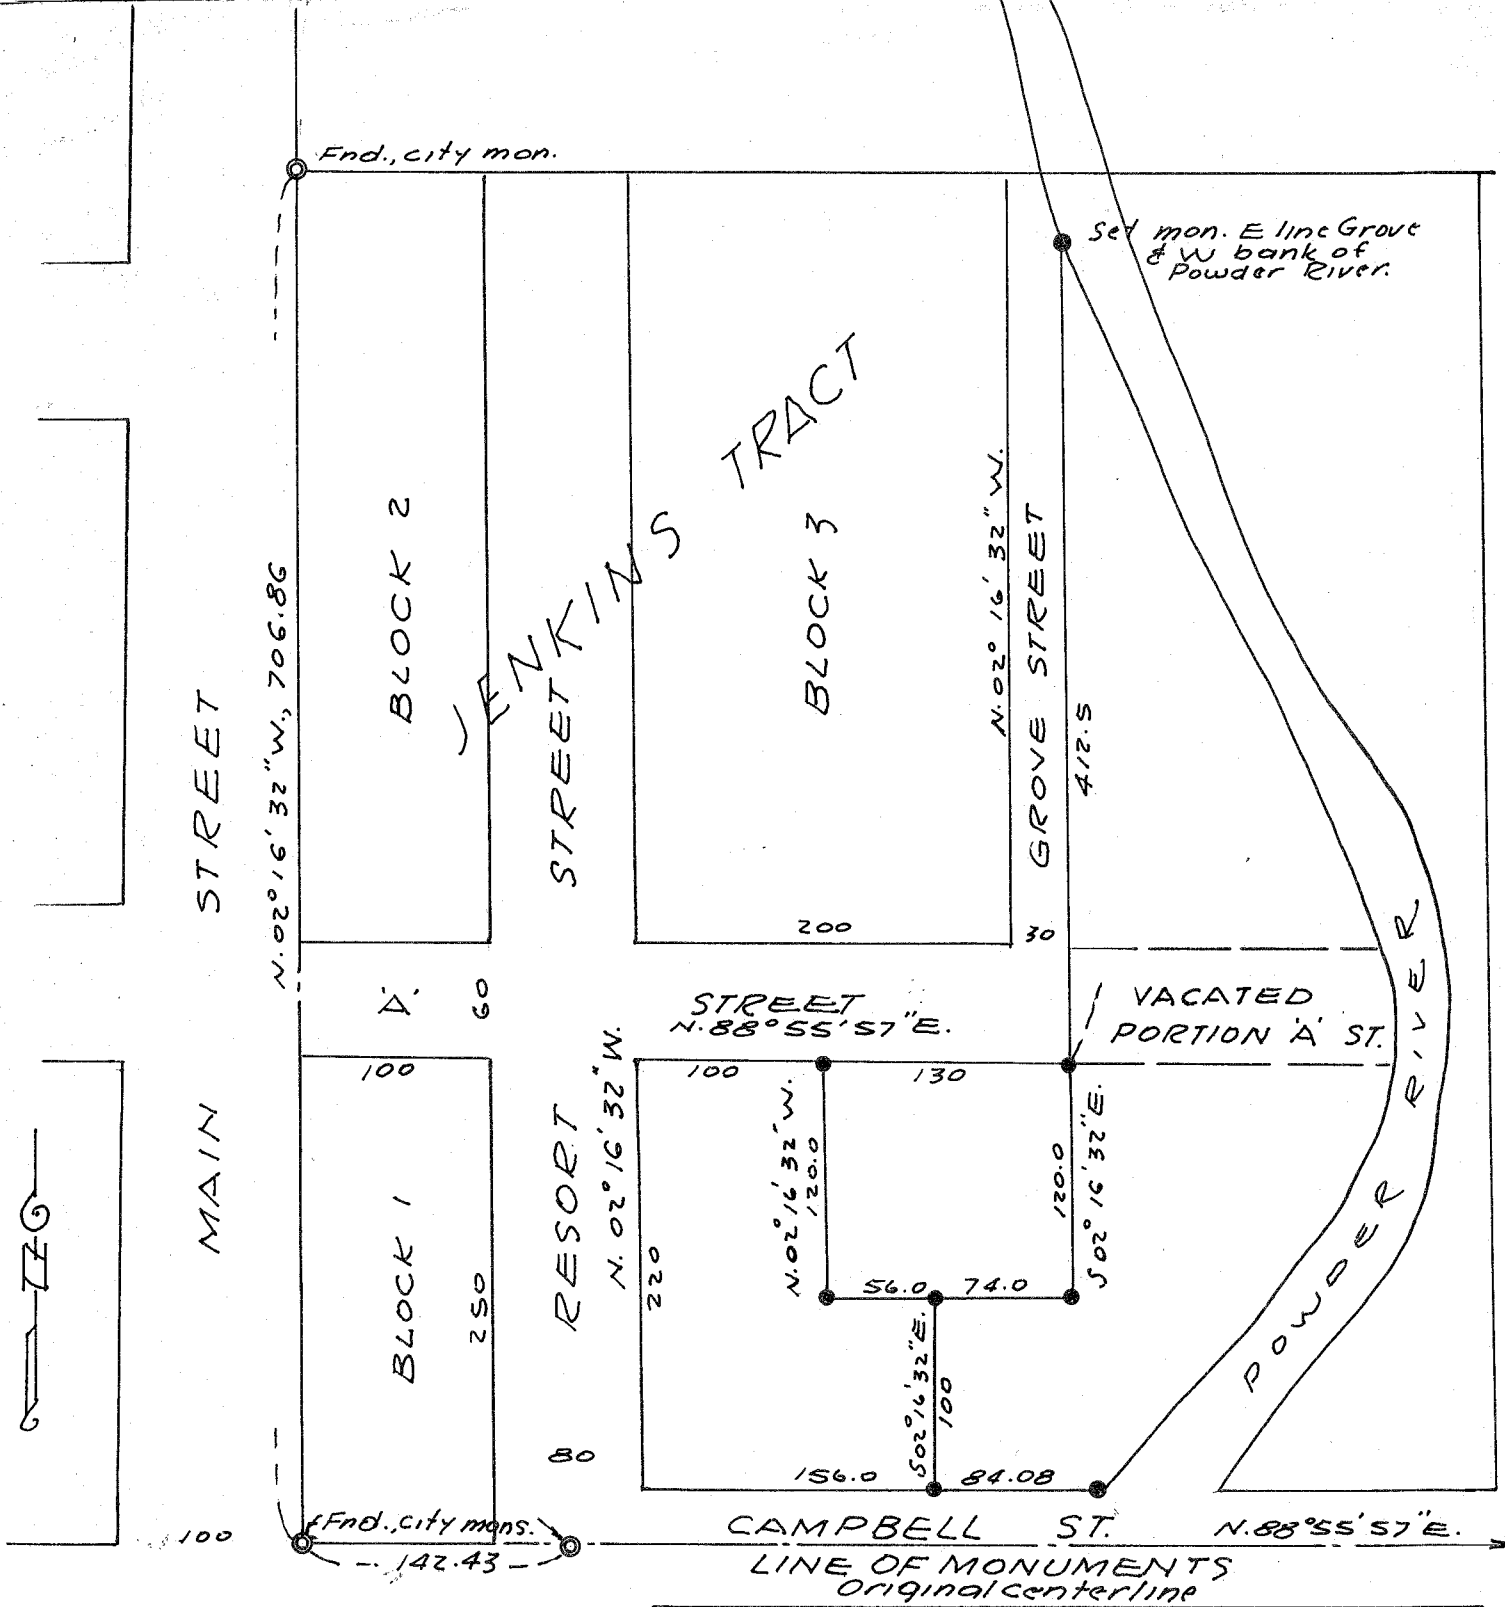 Fnd., city mon.
Set mon. E line Grove
& W bank of
Powder River.
JENKINS TRACT
BLOCK 2
BLOCK 3
N. 02° 16' 32" W., 706.86
MAIN STREET
RESORT STREET
N. 02° 16' 32" W.
GROVE STREET
412.5
200
30
'A'
60
STREET
N. 88° 55' 57" E.
VACATED
PORTION 'A' ST.
POWDER RIVER
100
100
130
N. 02° 16' 32" W.
BLOCK 1
250
220
N. 02° 16' 32" W.
120.0
120.0
S 02° 16' 32" E.
56.0
74.0
S 02° 16' 32" E.
100
80
156.0
84.08
100
Fnd., city mons.
142.43
CAMPBELL ST.
N. 88° 55' 57" E.
LINE OF MONUMENTS
Original centerline